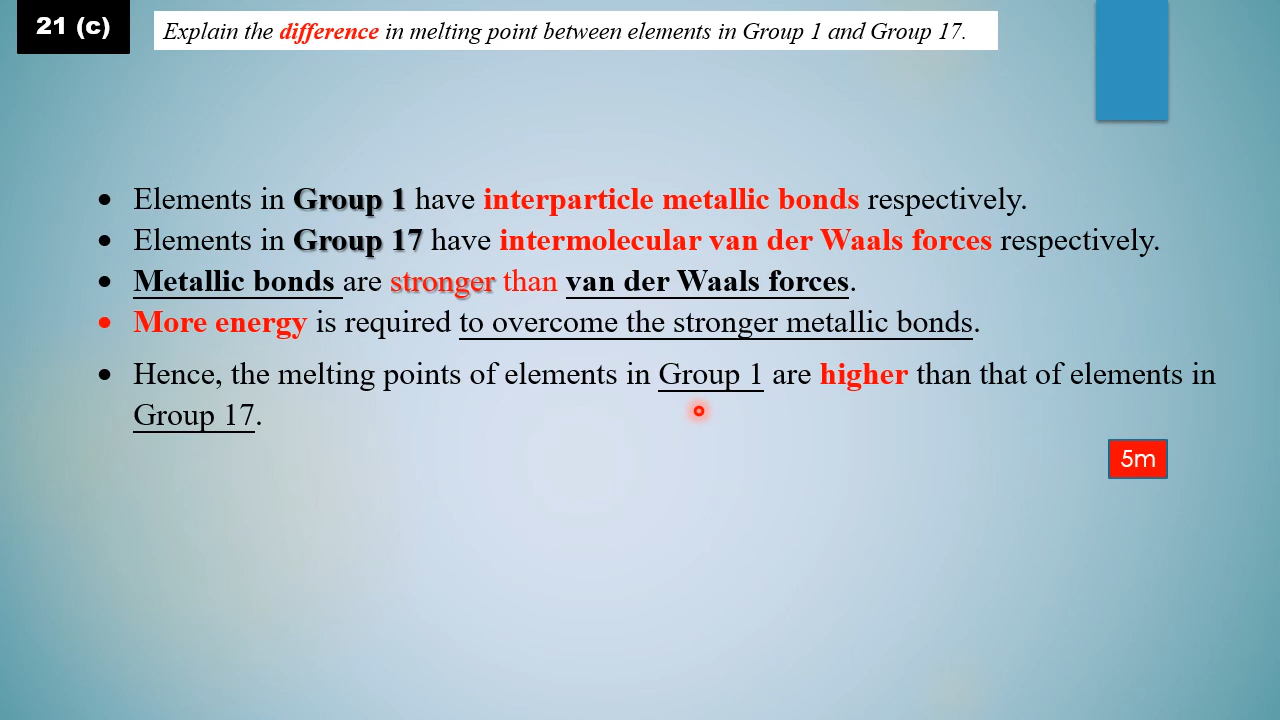 21 (c)
Explain the difference in melting point between elements in Group 1 and Group 17.
• Elements in Group 1 have interparticle metallic bonds respectively.
• Elements in Group 17 have intermolecular van der Waals forces respectively.
• Metallic bonds are stronger than van der Waals forces.
• More energy is required to overcome the stronger metallic bonds.
• Hence, the melting points of elements in Group 1 are higher than that of elements in
Group 17.
5m